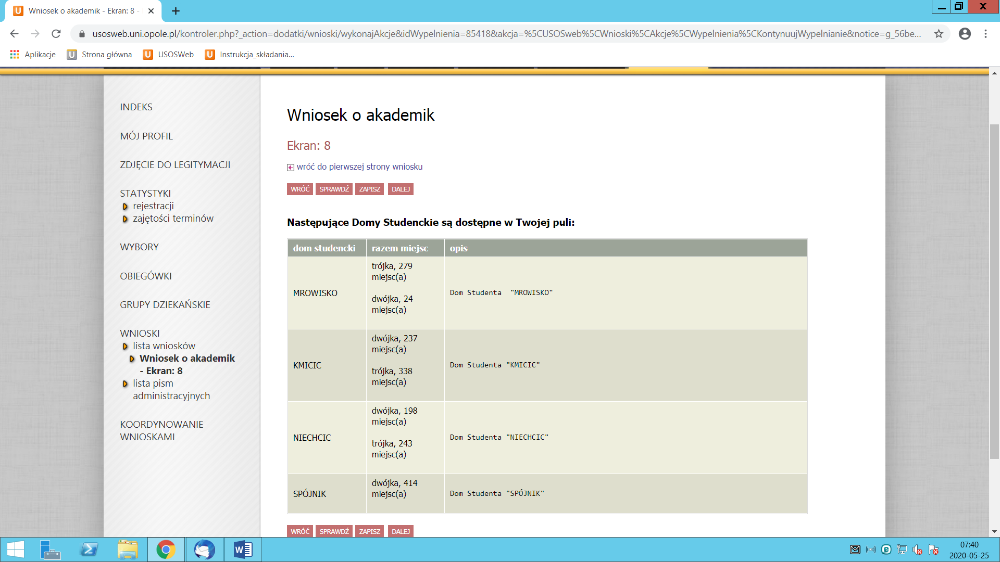 Wniosek o akademik - Ekran: 8 -
usosweb.uni.opole.pl/kontroler.php?_action=dodatki/wnioski/wykonajAkcje&idWypelnienia=85418&akcja=%5CUSOSweb%5CWnioski%5CAkcje%5CWypelnienia%5CKontynuujWypelnianie&notice=g_56be...
Aplikacje
Strona główna
USOSWeb
Instrukcja_składania...
INDEKS
MÓJ PROFIL
ZDJĘCIE DO LEGITYMACJI
STATYSTYKI
rejestracji
zajętości terminów
WYBORY
OBIEGÓWKI
GRUPY DZIEKAŃSKIE
WNIOSKI
lista wniosków
Wniosek o akademik
- Ekran: 8
lista pism
administracyjnych
KOORDYNOWANIE
WNIOSKAMI
Wniosek o akademik
Ekran: 8
wróć do pierwszej strony wniosku
WRÓĆ SPRAWDŹ ZAPISZ DALEJ
Następujące Domy Studenckie są dostępne w Twojej puli:
dom studencki razem miejsc opis
trójka, 279
miejsc(a)
MROWISKO Dom Studenta  "MROWISKO"
dwójka, 24
miejsc(a)
dwójka, 237
miejsc(a)
KMICIC Dom Studenta "KMICIC"
trójka, 338
miejsc(a)
dwójka, 198
miejsc(a)
NIECHCIC Dom Studenta "NIECHCIC"
trójka, 243
miejsc(a)
dwójka, 414
miejsc(a)
SPÓJNIK Dom Studenta "SPÓJNIK"
WRÓĆ SPRAWDŹ ZAPISZ DALEJ
07:40
2020-05-25